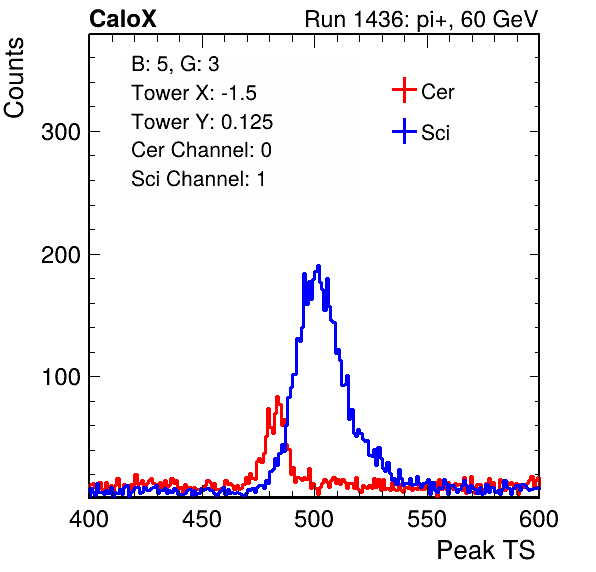 CaloX
Run 1436: pi+, 60 GeV
Counts
B: 5, G: 3
Tower X: -1.5
Tower Y: 0.125
Cer Channel: 0
Sci Channel: 1
Cer
Sci
300
200
100
400 450 500 550 600
Peak TS